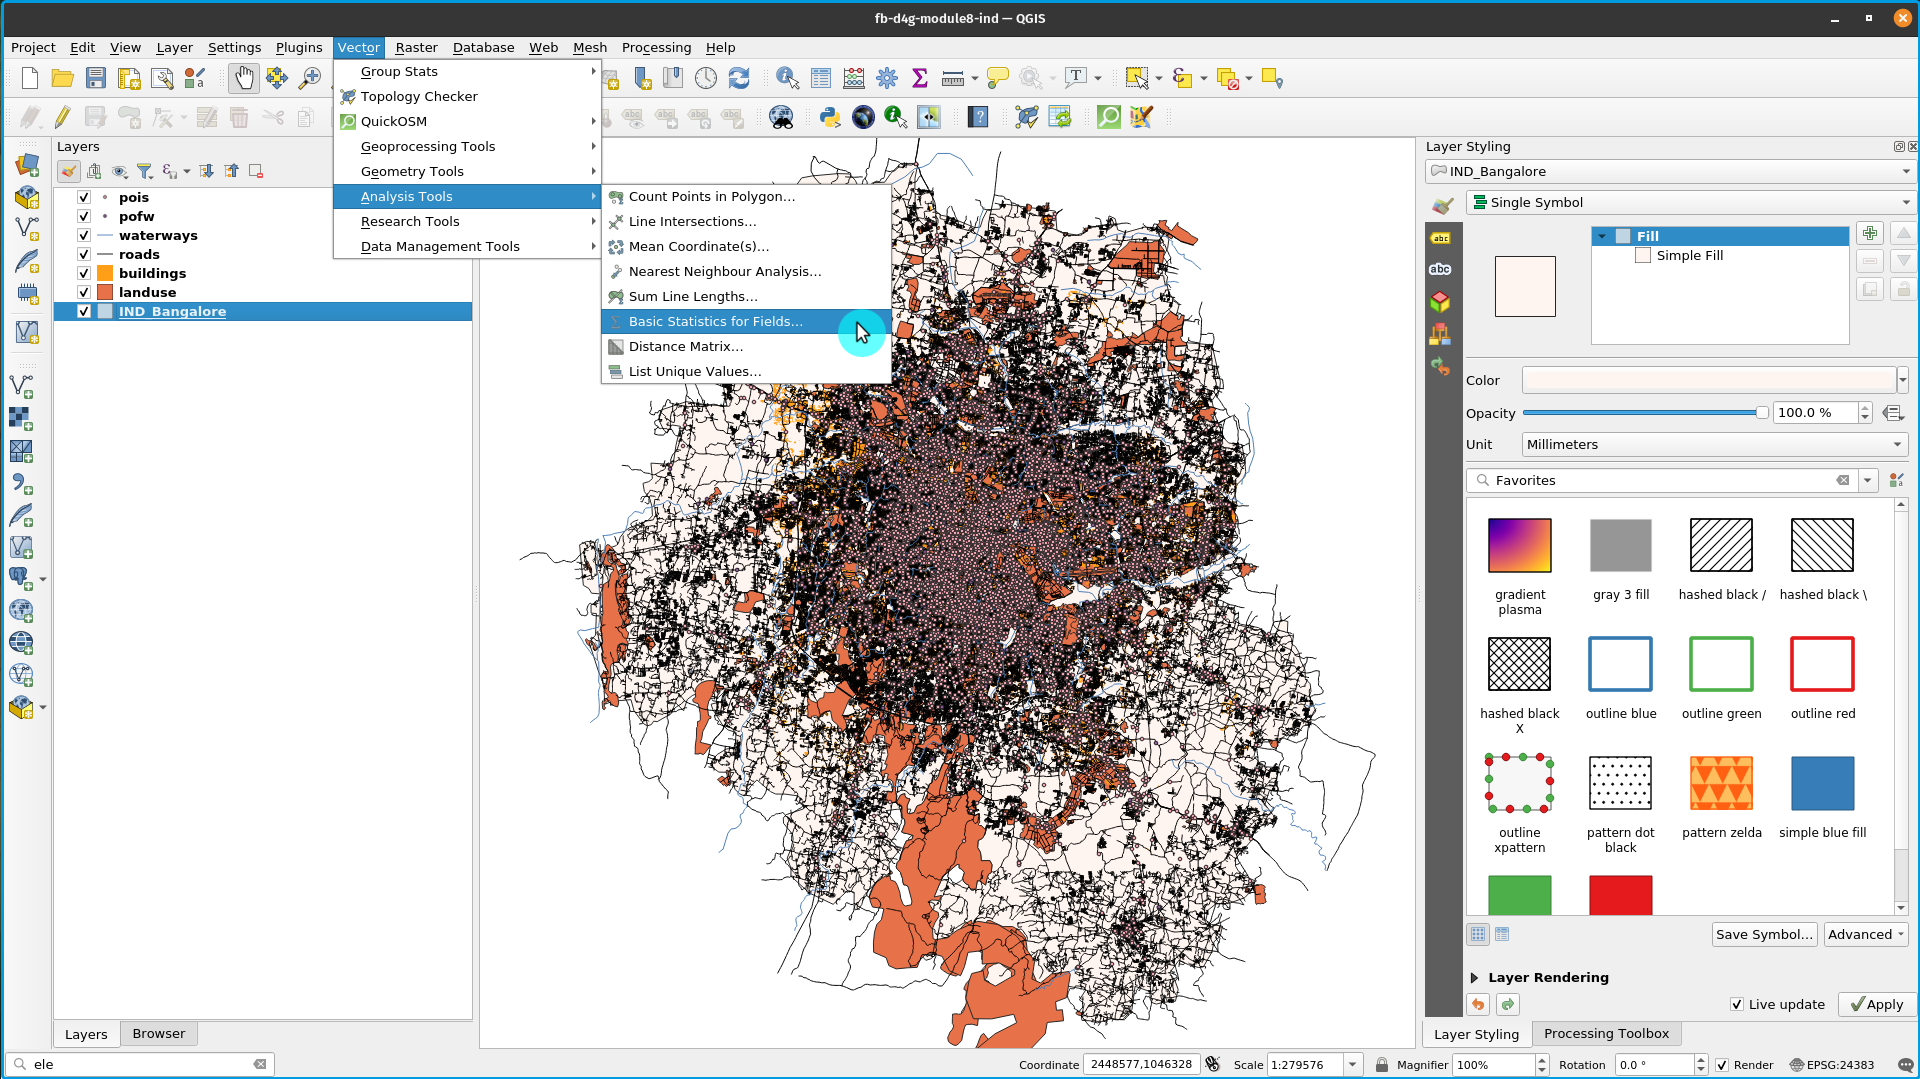 fb-d4g-module8-ind — QGIS
Project Edit View Layer Settings Plugins Vector Raster Database Web Mesh Processing Help
Group Stats
Topology Checker
QuickOSM
Geoprocessing Tools
Geometry Tools
Analysis Tools
Research Tools
Data Management Tools
Count Points in Polygon...
Line Intersections...
Mean Coordinate(s)...
Nearest Neighbour Analysis...
Sum Line Lengths...
Basic Statistics for Fields...
Distance Matrix...
List Unique Values...
Layers
pois
pofw
waterways
roads
buildings
landuse
IND_Bangalore
Layers Browser
Layer Styling
IND_Bangalore
Single Symbol
abc
abc
Fill
Simple Fill
Color
Opacity 100.0 %
Unit Millimeters
Favorites
gradient plasma
gray 3 fill
hashed black /
hashed black \
hashed black X
outline blue
outline green
outline red
outline xpattern
pattern dot black
pattern zelda
simple blue fill
Save Symbol... Advanced
Layer Rendering
Live update Apply
Layer Styling Processing Toolbox
ele
Coordinate 2448577,1046328 Scale 1:279576 Magnifier 100% Rotation 0.0 ° Render EPSG:24383